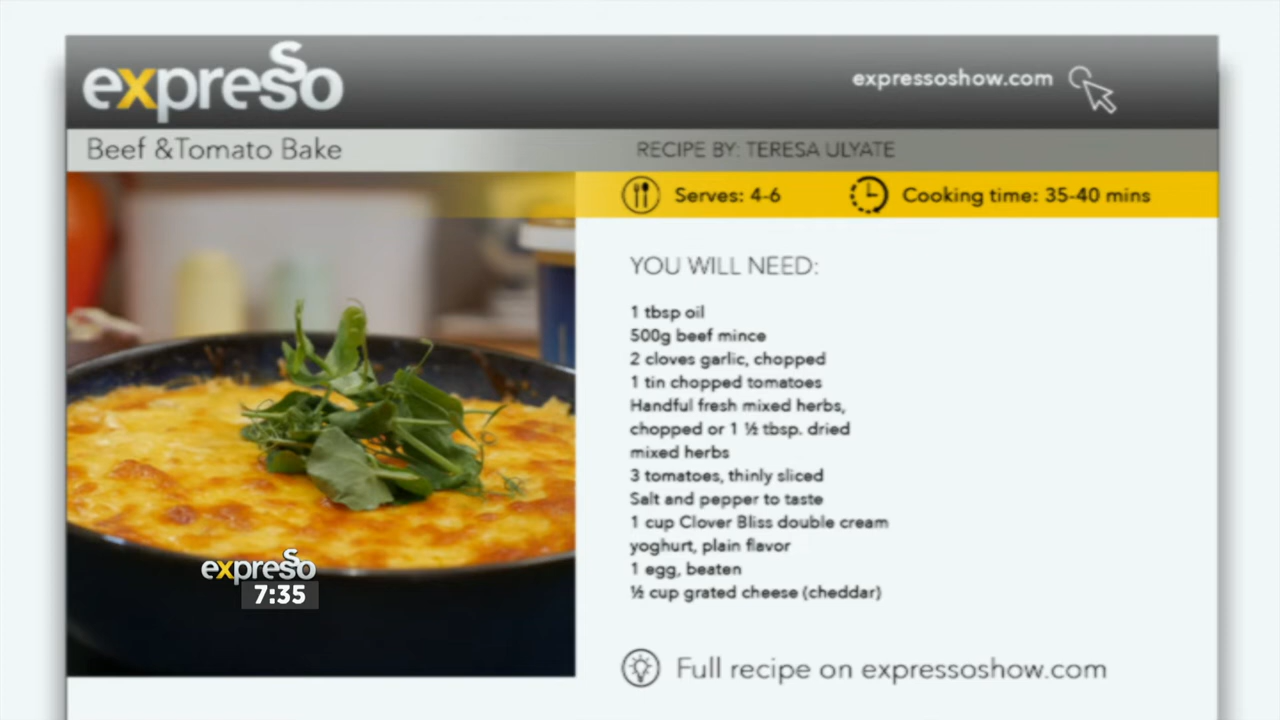 expresso
expressoshow.com
Beef &Tomato Bake
RECIPE BY: TERESA ULYATE
Serves: 4-6
Cooking time: 35-40 mins
YOU WILL NEED:
1 tbsp oil
500g beef mince
2 cloves garlic, chopped
1 tin chopped tomatoes
Handful fresh mixed herbs,
chopped or 1 ½ tbsp. dried
mixed herbs
3 tomatoes, thinly sliced
Salt and pepper to taste
1 cup Clover Bliss double cream
yoghurt, plain flavor
1 egg, beaten
½ cup grated cheese (cheddar)
expresso
7:35
Full recipe on expressoshow.com